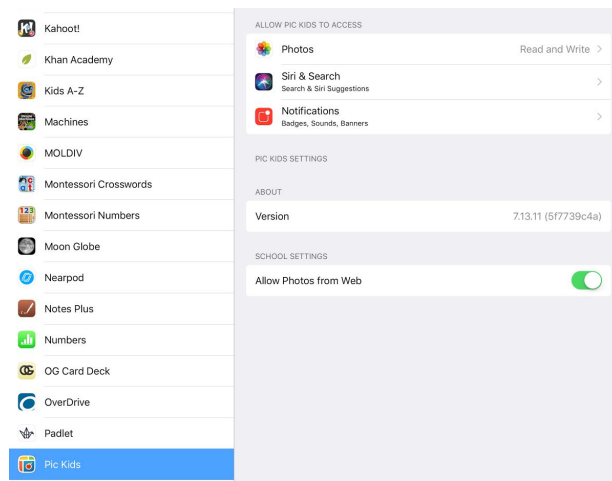 Kahoot!
Khan Academy
Kids A-Z
Machines
MOLDIV
Montessori Crosswords
Montessori Numbers
Moon Globe
Nearpod
Notes Plus
Numbers
OG Card Deck
OverDrive
Padlet
Pic Kids
ALLOW PIC KIDS TO ACCESS
Photos Read and Write
Siri & Search
Search & Siri Suggestions
Notifications
Badges, Sounds, Banners
PIC KIDS SETTINGS
ABOUT
Version 7.13.11 (5f7739c4a)
SCHOOL SETTINGS
Allow Photos from Web